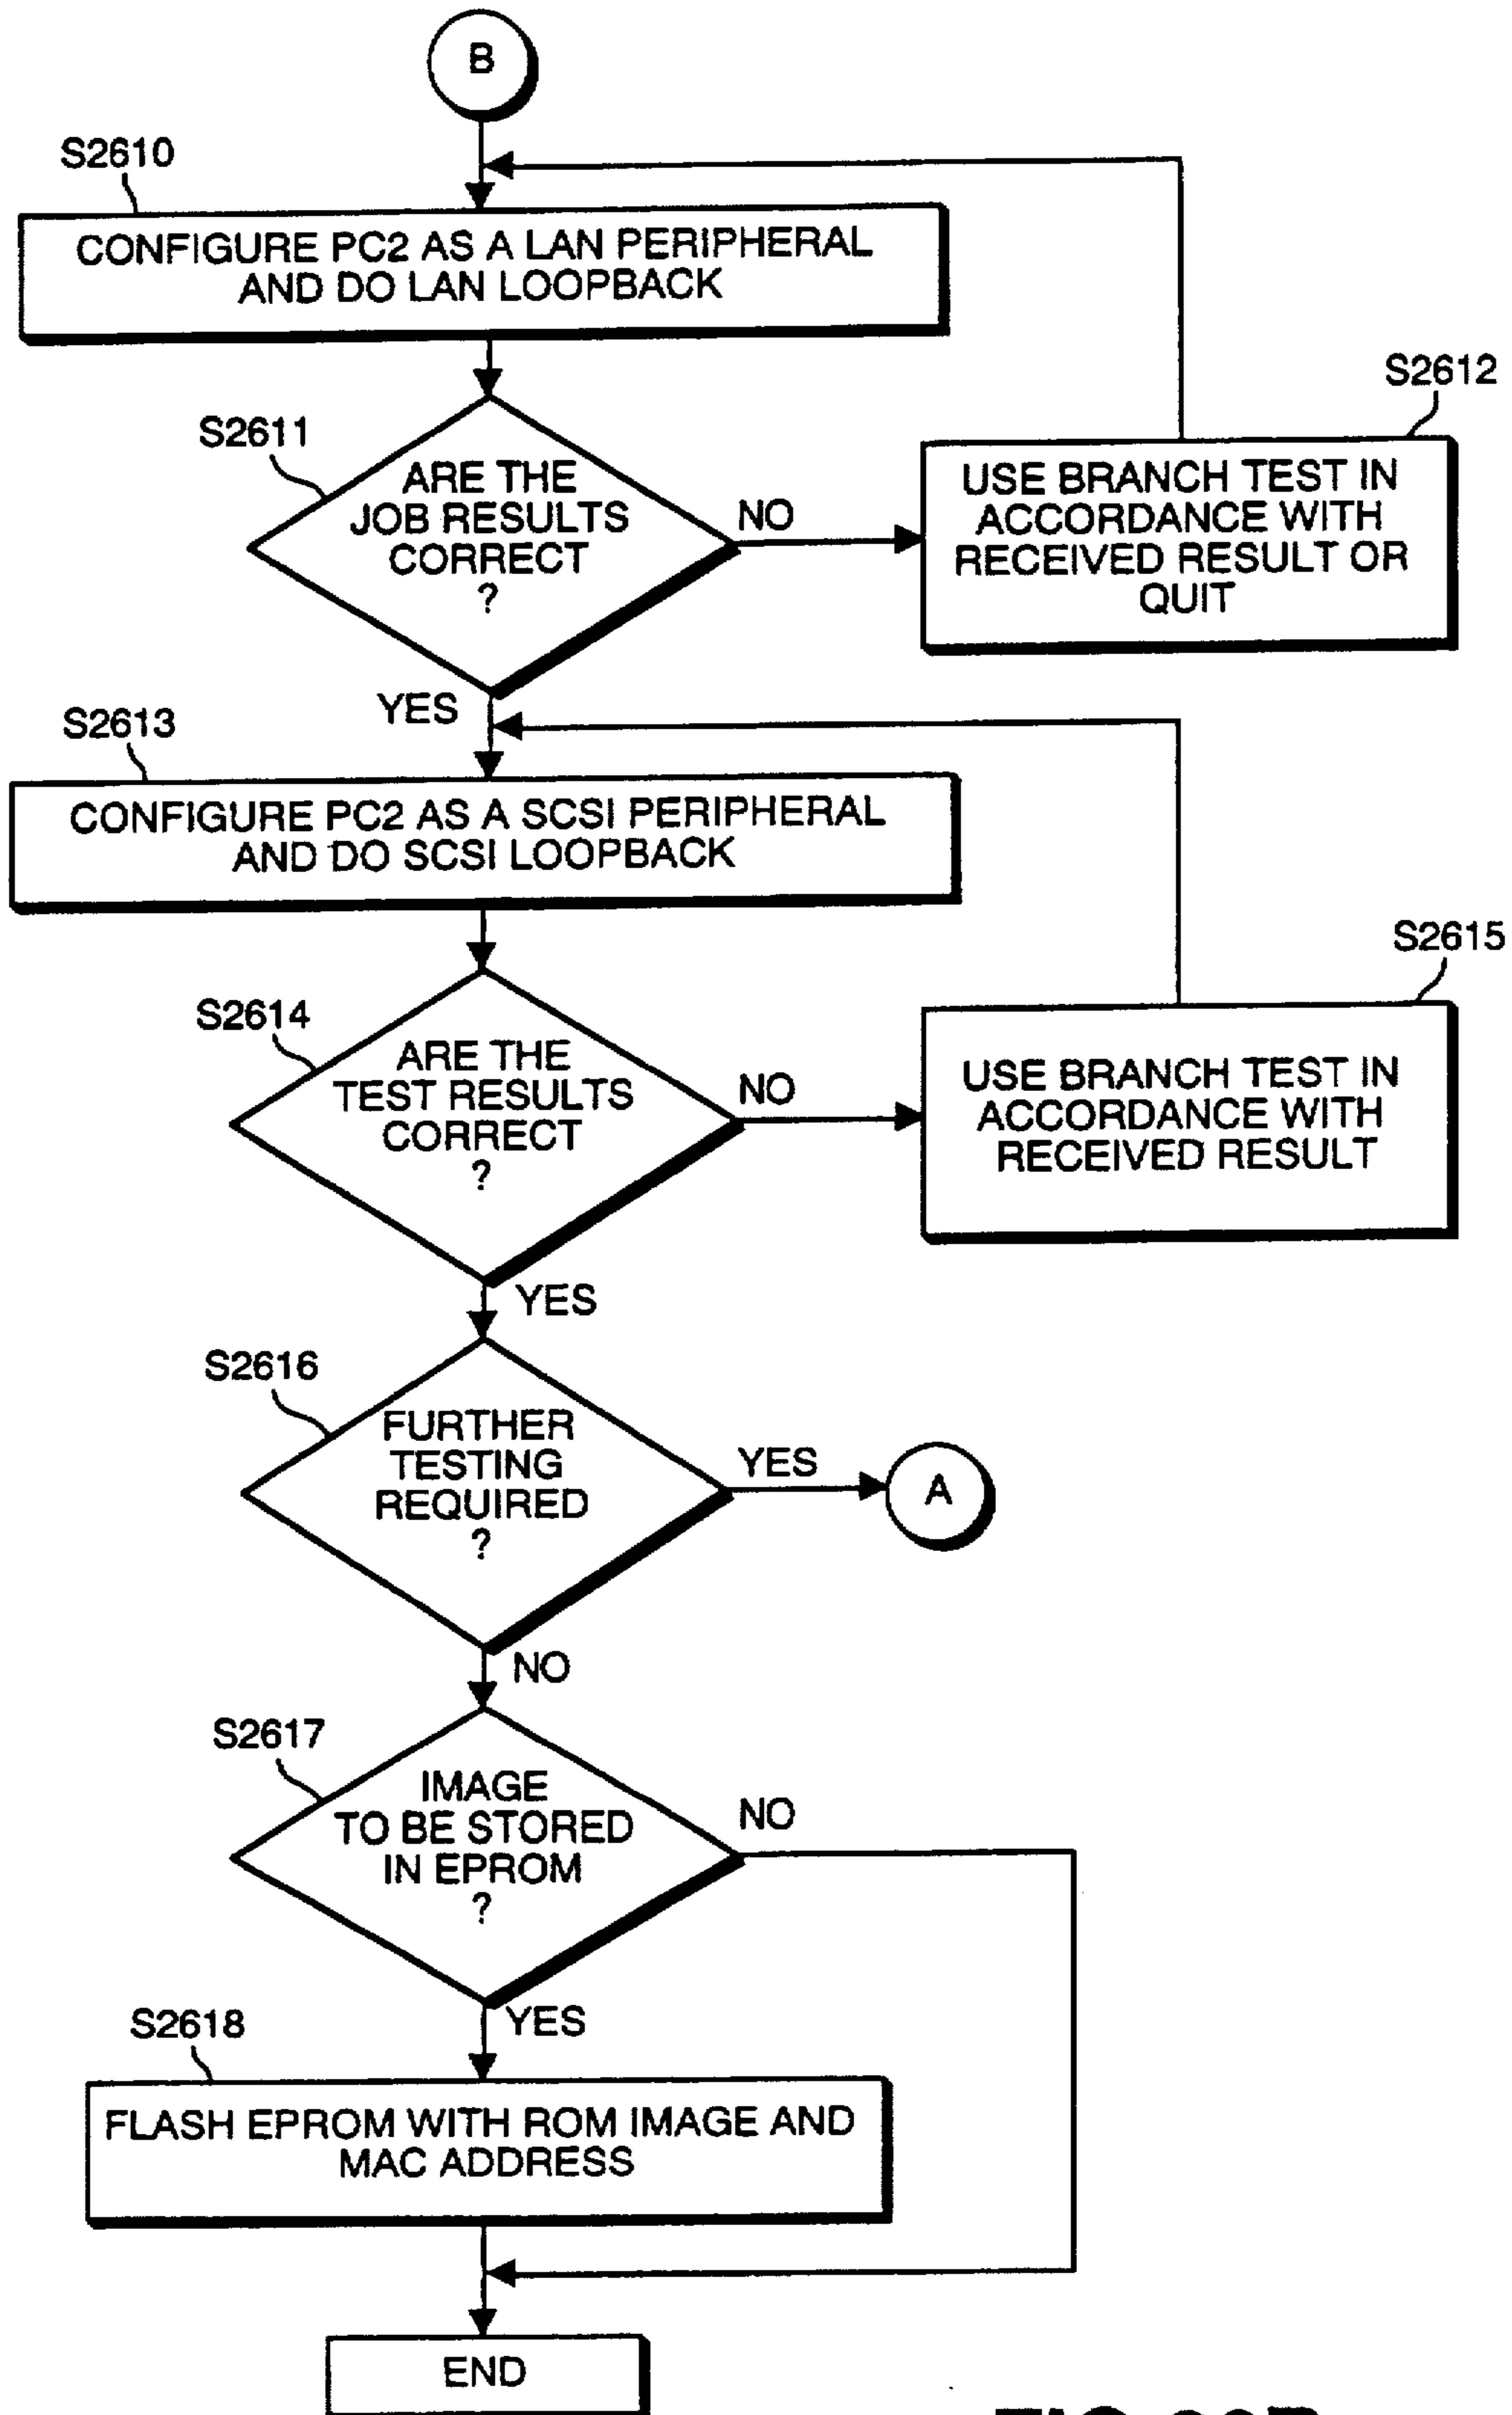 B
S2610
CONFIGURE PC2 AS A LAN PERIPHERAL
AND DO LAN LOOPBACK
S2611
ARE THE
JOB RESULTS
CORRECT
?
NO
S2612
USE BRANCH TEST IN
ACCORDANCE WITH
RECEIVED RESULT OR
QUIT
YES
S2613
CONFIGURE PC2 AS A SCSI PERIPHERAL
AND DO SCSI LOOPBACK
S2614
ARE THE
TEST RESULTS
CORRECT
?
NO
S2615
USE BRANCH TEST IN
ACCORDANCE WITH
RECEIVED RESULT
YES
S2616
FURTHER
TESTING
REQUIRED
?
YES
A
NO
S2617
IMAGE
TO BE STORED
IN EPROM
?
NO
YES
S2618
FLASH EPROM WITH ROM IMAGE AND
MAC ADDRESS
END